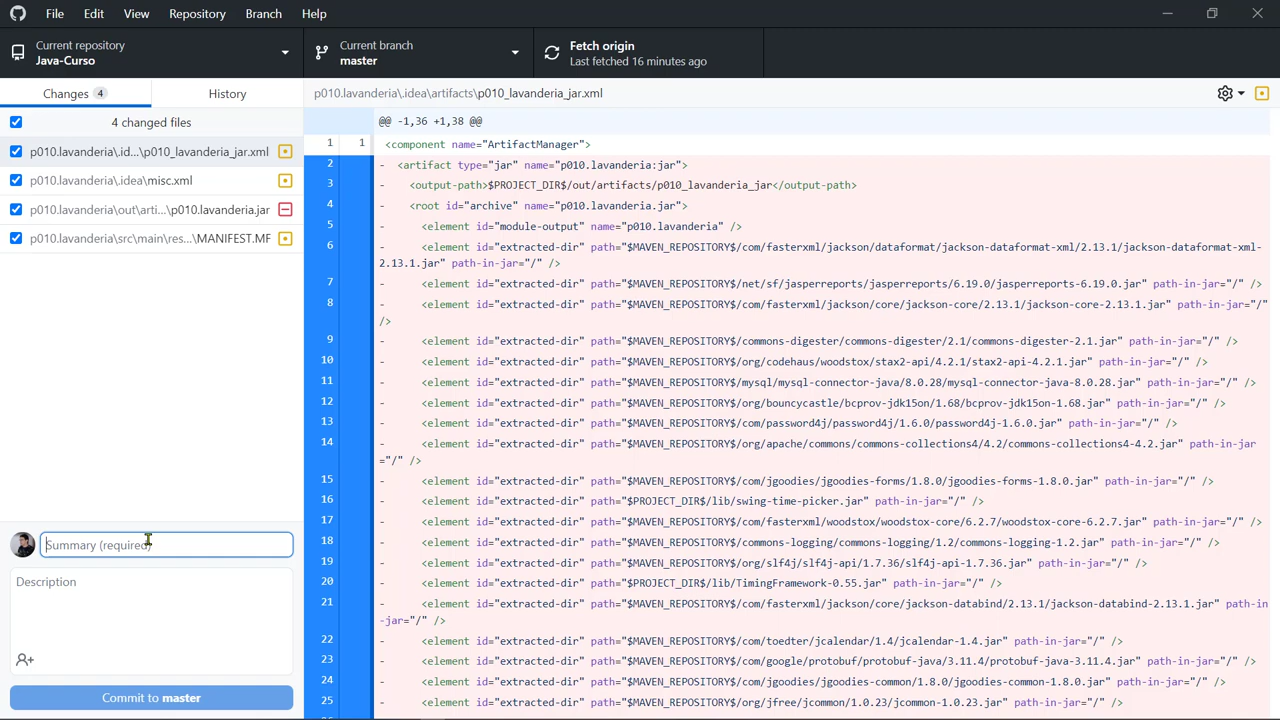 File Edit View Repository Branch Help
Current repository
Java-Curso
Current branch
master
Fetch origin
Last fetched 16 minutes ago
Changes 4 History
4 changed files
p010.lavanderia\.id...\p010_lavanderia_jar.xml
p010.lavanderia\.idea\misc.xml
p010.lavanderia\out\arti...\p010.lavanderia.jar
p010.lavanderia\src\main\res...\MANIFEST.MF
Summary (required)
Description
Commit to master
p010.lavanderia\.idea\artifacts\p010_lavanderia_jar.xml
@@ -1,36 +1,38 @@
1 1 <component name="ArtifactManager">
2 - <artifact type="jar" name="p010.lavanderia:jar">
3 - <output-path>$PROJECT_DIR$/out/artifacts/p010_lavanderia_jar</output-path>
4 - <root id="archive" name="p010.lavanderia.jar">
5 - <element id="module-output" name="p010.lavanderia" />
6 - <element id="extracted-dir" path="$MAVEN_REPOSITORY$/com/fasterxml/jackson/dataformat/jackson-dataformat-xml/2.13.1/jackson-dataformat-xml-
2.13.1.jar" path-in-jar="/" />
7 - <element id="extracted-dir" path="$MAVEN_REPOSITORY$/net/sf/jasperreports/jasperreports/6.19.0/jasperreports-6.19.0.jar" path-in-jar="/" />
8 - <element id="extracted-dir" path="$MAVEN_REPOSITORY$/com/fasterxml/jackson/core/jackson-core/2.13.1/jackson-core-2.13.1.jar" path-in-jar="/"
/>
9 - <element id="extracted-dir" path="$MAVEN_REPOSITORY$/commons-digester/commons-digester/2.1/commons-digester-2.1.jar" path-in-jar="/" />
10 - <element id="extracted-dir" path="$MAVEN_REPOSITORY$/org/codehaus/woodstox/stax2-api/4.2.1/stax2-api-4.2.1.jar" path-in-jar="/" />
11 - <element id="extracted-dir" path="$MAVEN_REPOSITORY$/mysql/mysql-connector-java/8.0.28/mysql-connector-java-8.0.28.jar" path-in-jar="/" />
12 - <element id="extracted-dir" path="$MAVEN_REPOSITORY$/org/bouncycastle/bcprov-jdk15on/1.68/bcprov-jdk15on-1.68.jar" path-in-jar="/" />
13 - <element id="extracted-dir" path="$MAVEN_REPOSITORY$/com/password4j/password4j/1.6.0/password4j-1.6.0.jar" path-in-jar="/" />
14 - <element id="extracted-dir" path="$MAVEN_REPOSITORY$/org/apache/commons/commons-collections4/4.2/commons-collections4-4.2.jar" path-in-jar
="/" />
15 - <element id="extracted-dir" path="$MAVEN_REPOSITORY$/com/jgoodies/jgoodies-forms/1.8.0/jgoodies-forms-1.8.0.jar" path-in-jar="/" />
16 - <element id="extracted-dir" path="$PROJECT_DIR$/lib/swing-time-picker.jar" path-in-jar="/" />
17 - <element id="extracted-dir" path="$MAVEN_REPOSITORY$/com/fasterxml/woodstox/woodstox-core/6.2.7/woodstox-core-6.2.7.jar" path-in-jar="/" />
18 - <element id="extracted-dir" path="$MAVEN_REPOSITORY$/commons-logging/commons-logging/1.2/commons-logging-1.2.jar" path-in-jar="/" />
19 - <element id="extracted-dir" path="$MAVEN_REPOSITORY$/org/slf4j/slf4j-api/1.7.36/slf4j-api-1.7.36.jar" path-in-jar="/" />
20 - <element id="extracted-dir" path="$PROJECT_DIR$/lib/TimingFramework-0.55.jar" path-in-jar="/" />
21 - <element id="extracted-dir" path="$MAVEN_REPOSITORY$/com/fasterxml/jackson/core/jackson-databind/2.13.1/jackson-databind-2.13.1.jar" path-in
-jar="/" />
22 - <element id="extracted-dir" path="$MAVEN_REPOSITORY$/com/toedter/jcalendar/1.4/jcalendar-1.4.jar" path-in-jar="/" />
23 - <element id="extracted-dir" path="$MAVEN_REPOSITORY$/com/google/protobuf/protobuf-java/3.11.4/protobuf-java-3.11.4.jar" path-in-jar="/" />
24 - <element id="extracted-dir" path="$MAVEN_REPOSITORY$/com/jgoodies/jgoodies-common/1.8.0/jgoodies-common-1.8.0.jar" path-in-jar="/" />
25 - <element id="extracted-dir" path="$MAVEN_REPOSITORY$/org/jfree/jcommon/1.0.23/jcommon-1.0.23.jar" path-in-jar="/" />